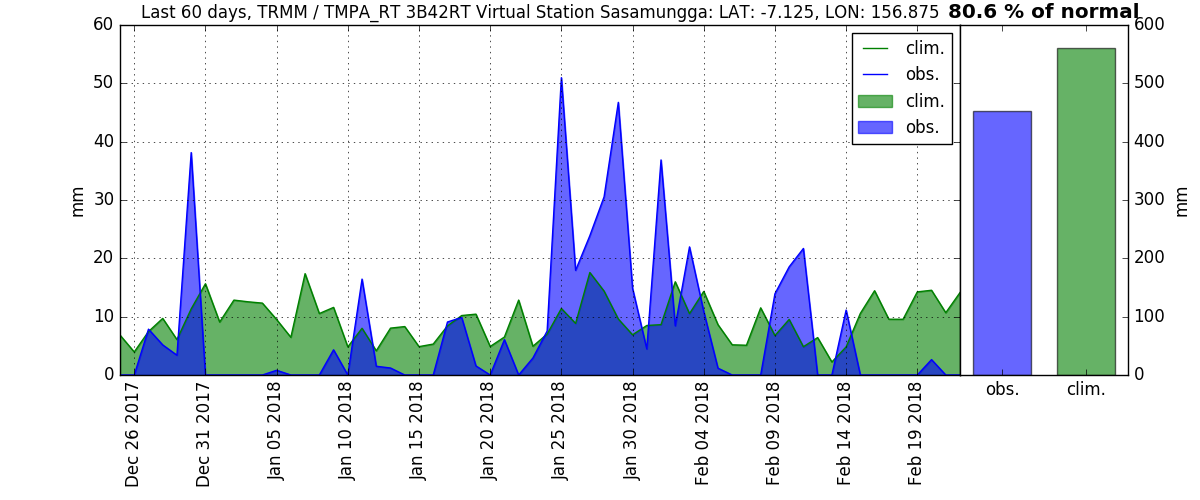 Last 60 days, TRMM / TMPA_RT 3B42RT Virtual Station Sasamungga: LAT: -7.125, LON: 156.875 80.6 % of normal
mm
60
50
40
30
20
10
0
clim.
obs.
clim.
obs.
600
500
400
300
200
100
0
mm
Dec 26 2017
Dec 31 2017
Jan 05 2018
Jan 10 2018
Jan 15 2018
Jan 20 2018
Jan 25 2018
Jan 30 2018
Feb 04 2018
Feb 09 2018
Feb 14 2018
Feb 19 2018
obs.
clim.